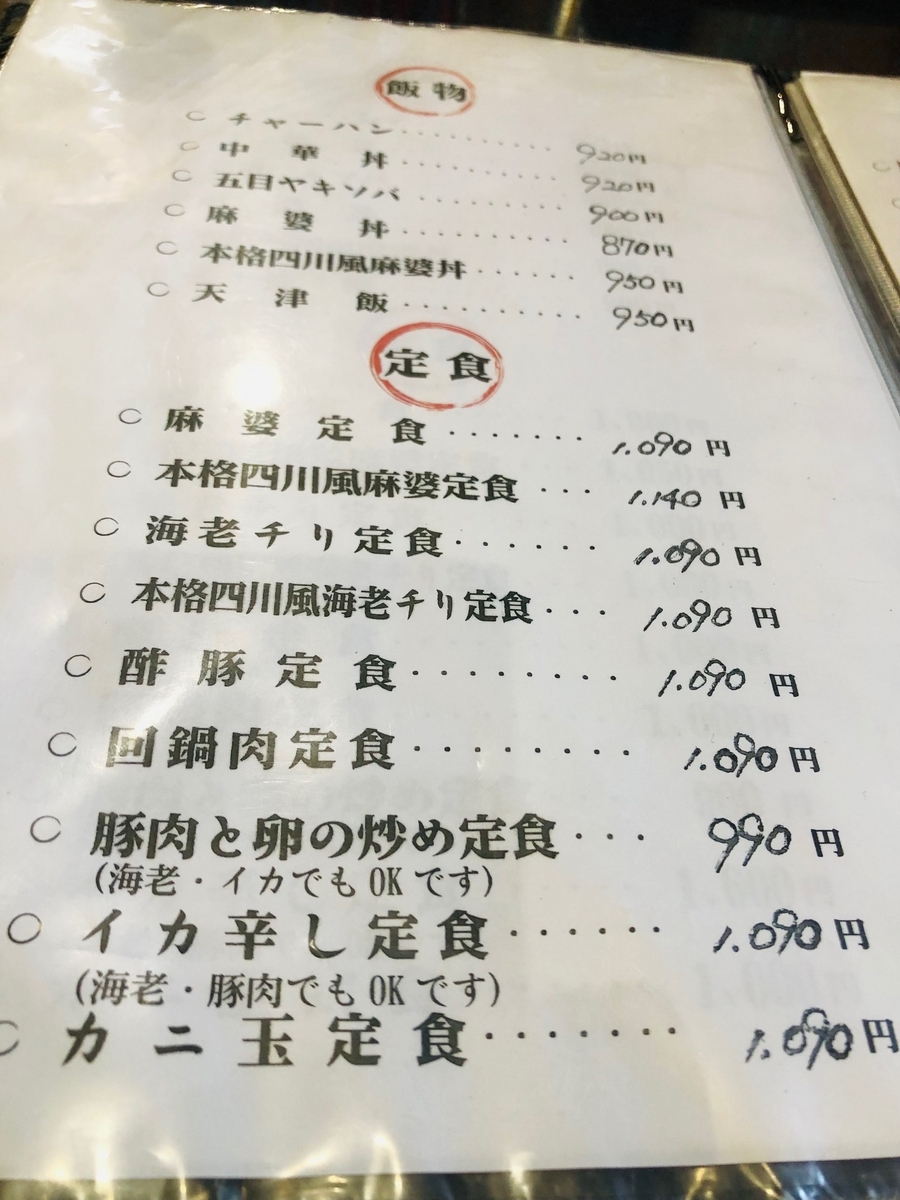 飯物
○ チャーハン・・・・・・・・・・ 920円
○ 中華丼・・・・・・・・・・ 920円
○ 五目ヤキソバ・・・・・・・・・・ 900円
○ 麻婆丼・・・・・・・・・・ 870円
○ 本格四川風麻婆丼・・・・・・ 950円
○ 天津飯・・・・・・・・・・ 950円
定食
○ 麻婆定食・・・・・・・ 1.090円
○ 本格四川風麻婆定食・・・ 1.140円
○ 海老チリ定食・・・・・・・ 1.090円
○ 本格四川風海老チリ定食・・・ 1.090円
○ 酢豚定食・・・・・・・・ 1.090円
○ 回鍋肉定食・・・・・・・・ 1.090円
○ 豚肉と卵の炒め定食・・・ 990円
(海老・イカでもOKです)
○ イカ辛し定食・・・・・・ 1.090円
(海老・豚肉でもOKです)
○ カニ玉定食・・・・・・・ 1.090円